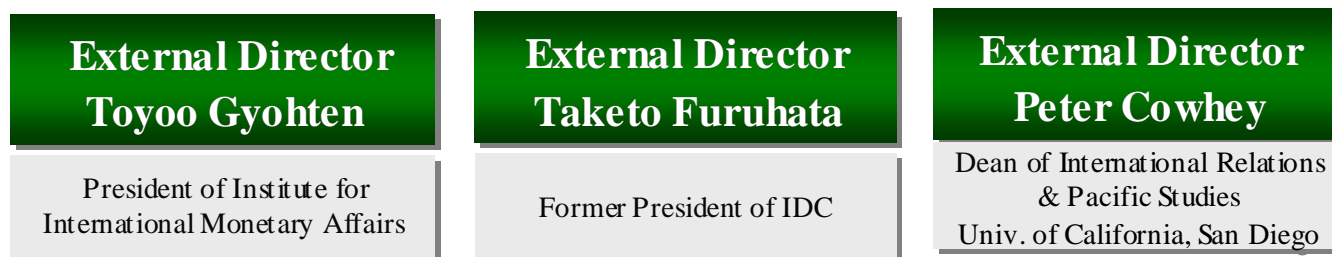 External Director
Toyoo Gyohten
President of Institute for
International Monetary Affairs
External Director
Taketo Furuhata
Former President of IDC
External Director
Peter Cowhey
Dean of International Relations
& Pacific Studies
Univ. of California, San Diego